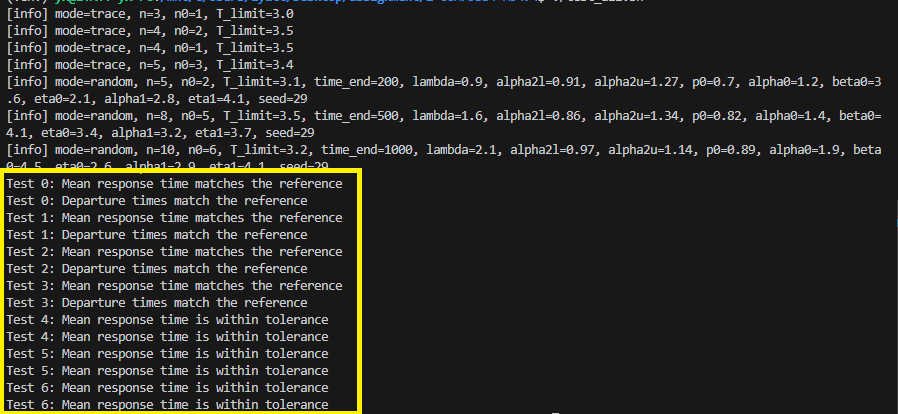 [info] mode=trace, n=3, n0=1, T_limit=3.0
[info] mode=trace, n=4, n0=2, T_limit=3.5
[info] mode=trace, n=4, n0=1, T_limit=3.5
[info] mode=trace, n=5, n0=3, T_limit=3.4
[info] mode=random, n=5, n0=2, T_limit=3.1, time_end=200, lambda=0.9, alpha2l=0.91, alpha2u=1.27, p0=0.7, alpha0=1.2, beta0=3
.6, eta0=2.1, alpha1=2.8, eta1=4.1, seed=29
[info] mode=random, n=8, n0=5, T_limit=3.5, time_end=500, lambda=1.6, alpha2l=0.86, alpha2u=1.34, p0=0.82, alpha0=1.4, beta0=
4.1, eta0=3.4, alpha1=3.2, eta1=3.7, seed=29
[info] mode=random, n=10, n0=6, T_limit=3.2, time_end=1000, lambda=2.1, alpha2l=0.97, alpha2u=1.14, p0=0.89, alpha0=1.9, beta
0=4.5, eta0=2.6, alpha1=2.9, eta1=4.1, seed=29
Test 0: Mean response time matches the reference
Test 0: Departure times match the reference
Test 1: Mean response time matches the reference
Test 1: Departure times match the reference
Test 2: Mean response time matches the reference
Test 2: Departure times match the reference
Test 3: Mean response time matches the reference
Test 3: Departure times match the reference
Test 4: Mean response time is within tolerance
Test 4: Mean response time is within tolerance
Test 5: Mean response time is within tolerance
Test 5: Mean response time is within tolerance
Test 6: Mean response time is within tolerance
Test 6: Mean response time is within tolerance